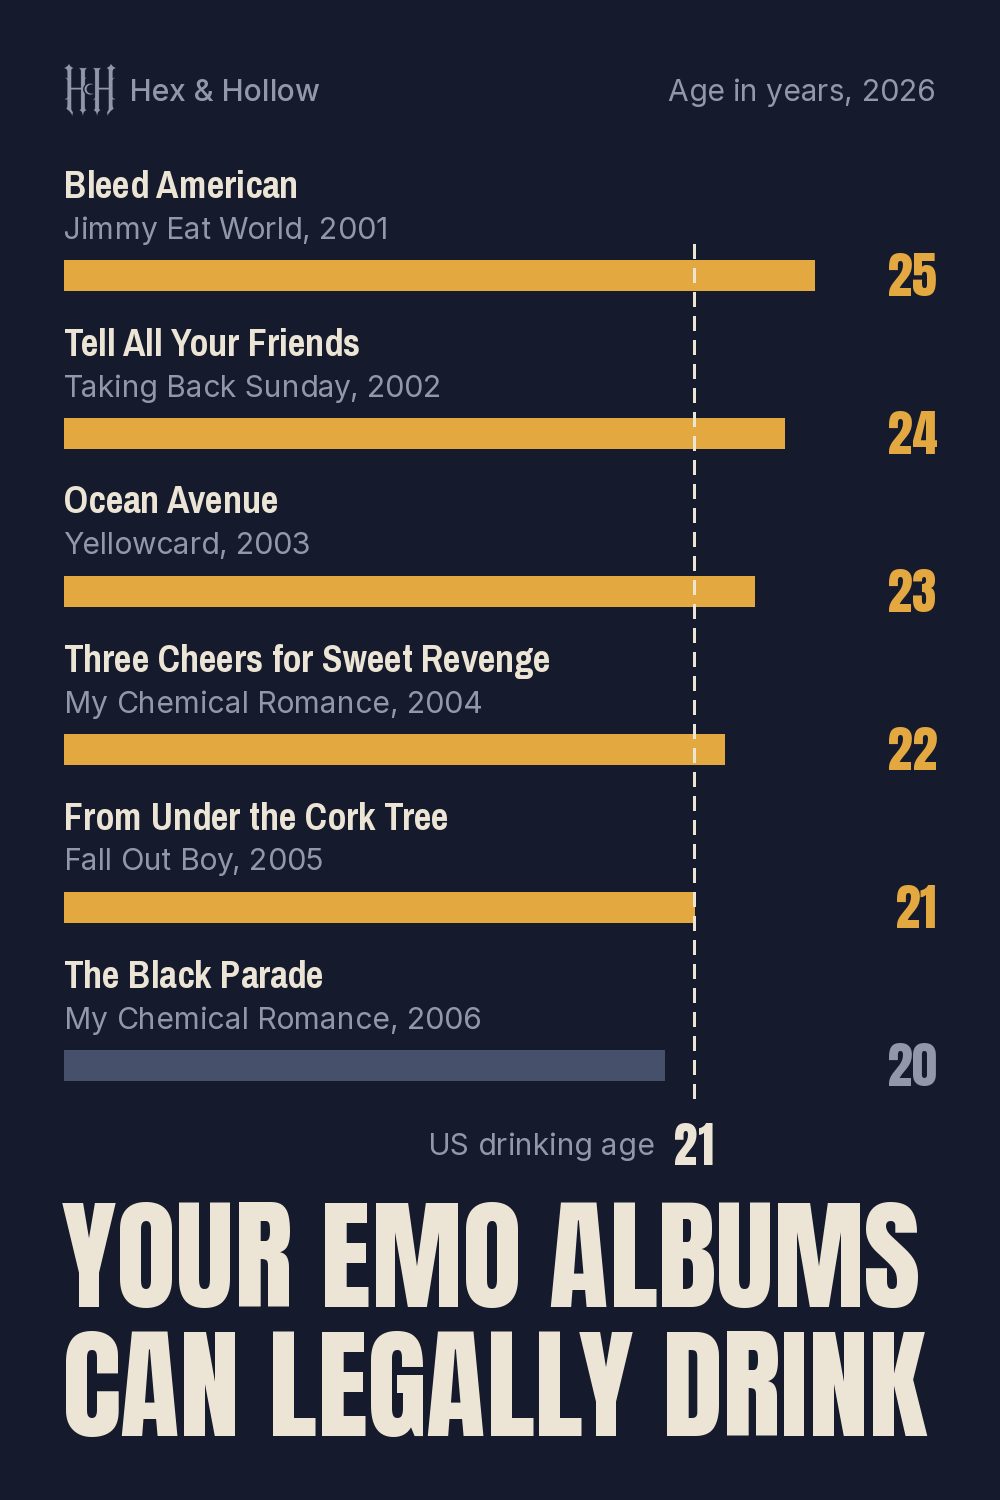 HH Hex & Hollow
Age in years, 2026
Bleed American
Jimmy Eat World, 2001
25
Tell All Your Friends
Taking Back Sunday, 2002
24
Ocean Avenue
Yellowcard, 2003
23
Three Cheers for Sweet Revenge
My Chemical Romance, 2004
22
From Under the Cork Tree
Fall Out Boy, 2005
21
The Black Parade
My Chemical Romance, 2006
20
US drinking age 21
YOUR EMO ALBUMS
CAN LEGALLY DRINK